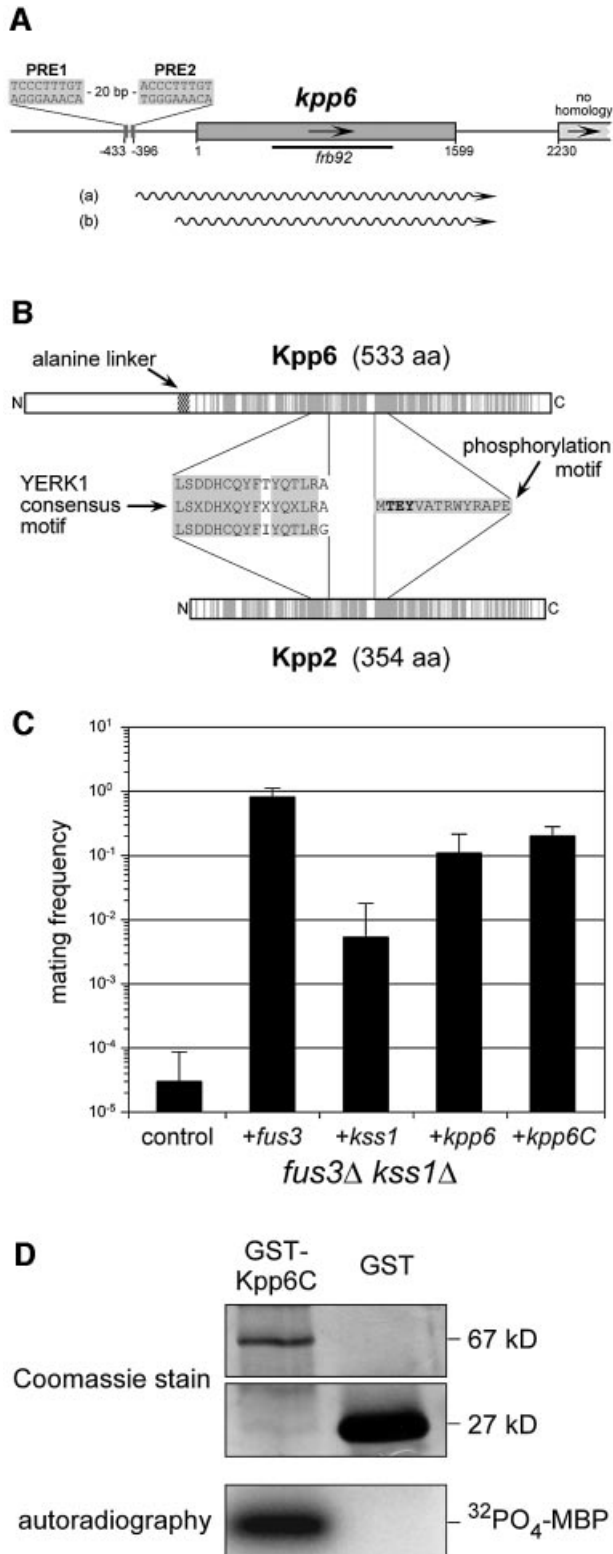 A
PRE1 PRE2
TCCCTTTGT - 20 bp - ACCCTTTGT
AGGGAAACA TGGGAAACA
kpp6
no
homology
-433 -396 1 frb92 1599 2230
(a)
(b)
B
alanine linker
Kpp6 (533 aa)
N C
phosphorylation
motif
YERK1
consensus
motif
LSDDHCQYFTYQTLRA
LSXDHXQYFXYQXLRA
LSDDHCQYFIYQTLRG
MTEYVATRWYRAPE
N C
Kpp2 (354 aa)
C
mating frequency
10¹
10⁰
10⁻¹
10⁻²
10⁻³
10⁻⁴
10⁻⁵
control +fus3 +kss1 +kpp6 +kpp6C
fus3Δ kss1Δ
D
GST-
Kpp6C
GST
Coomassie stain
67 kD
27 kD
autoradiography
³²PO₄-MBP